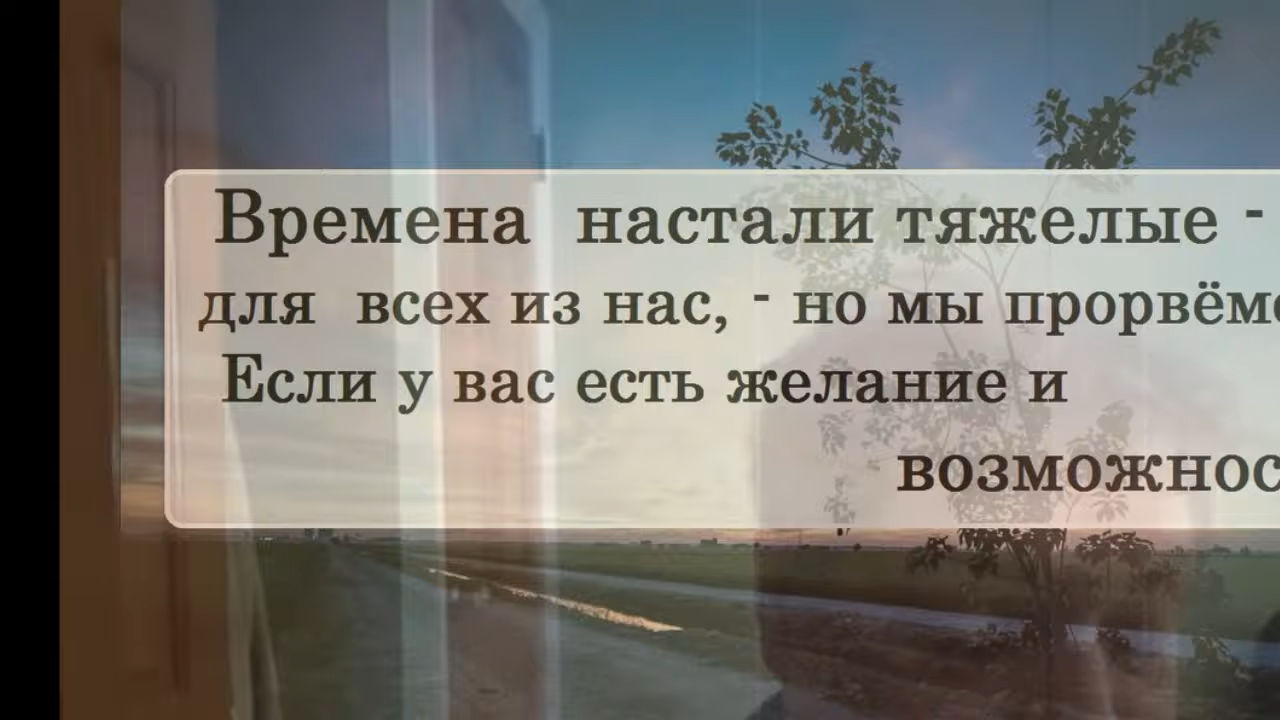 Времена настали тяжелые -
для всех из нас, - но мы
Если у вас есть желание и